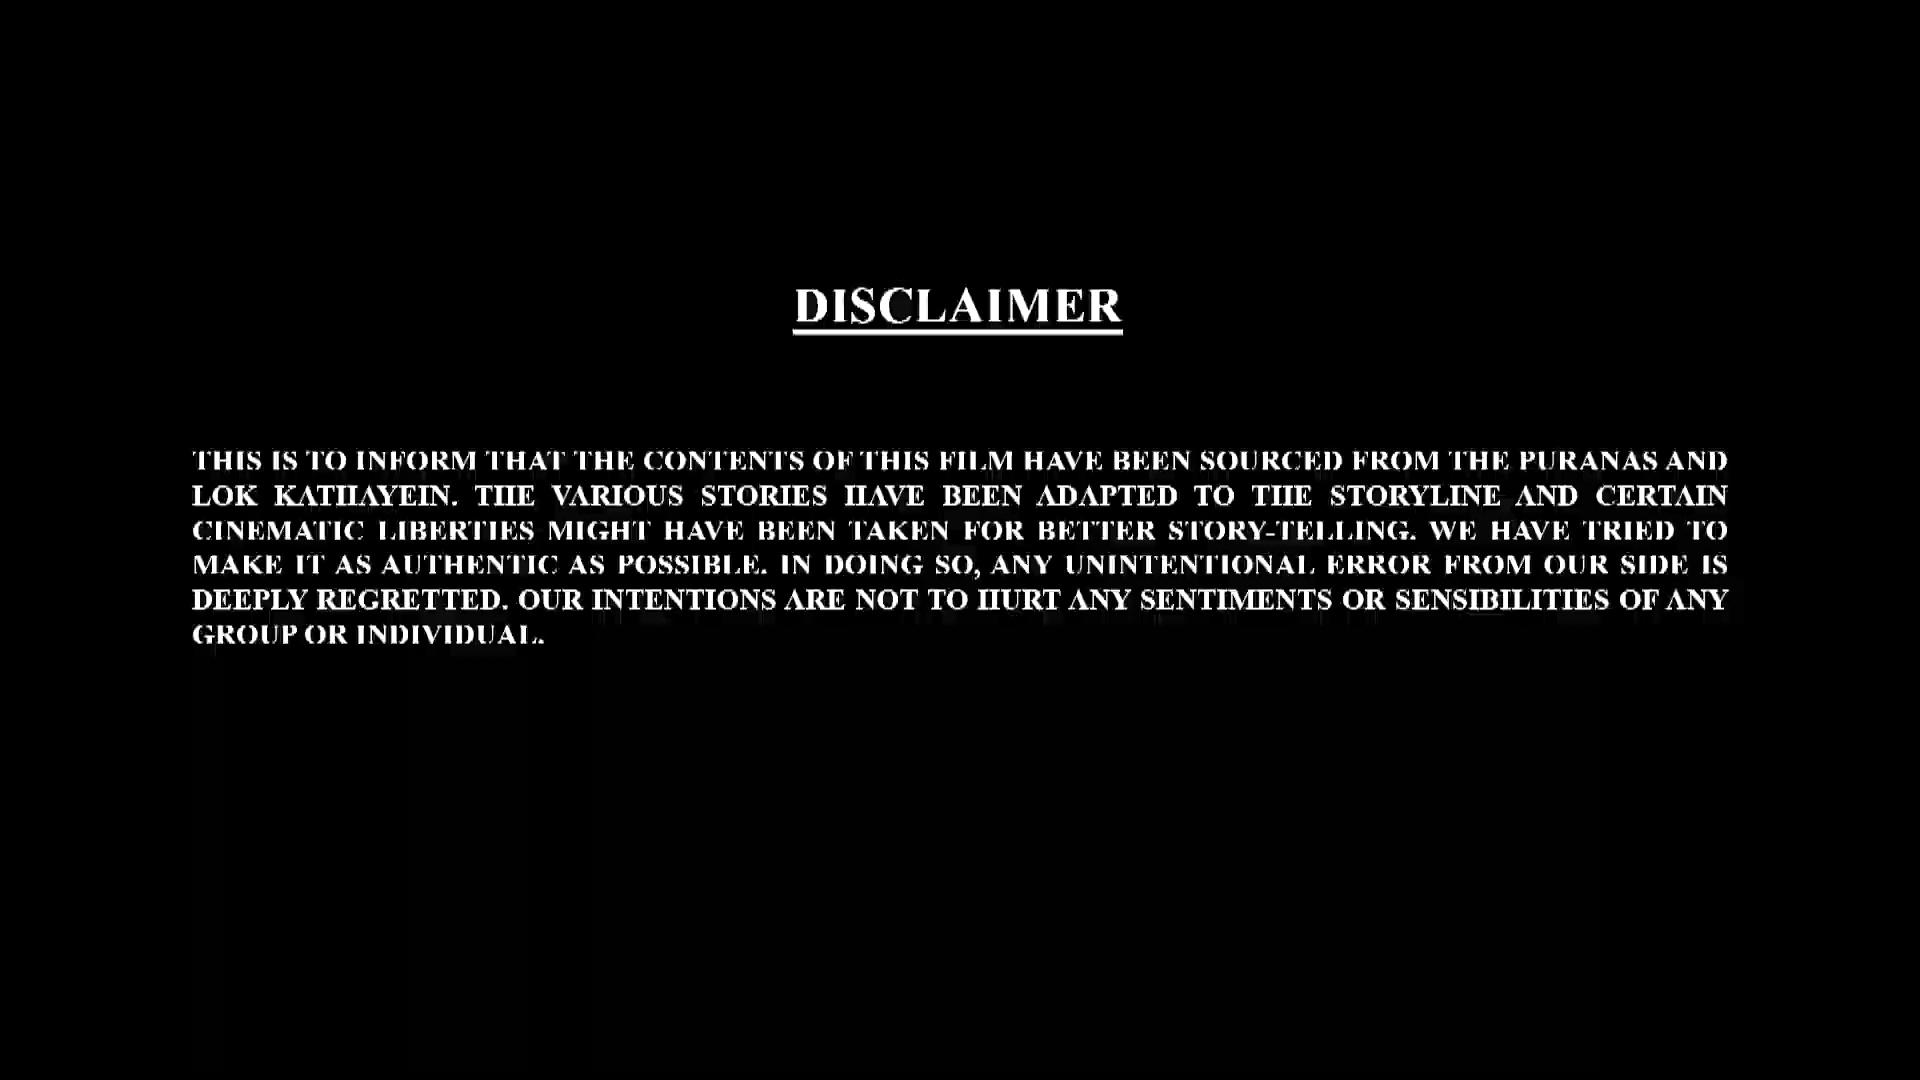 DISCLAIMER
THIS IS TO INFORM THAT THE CONTENTS OF THIS FILM HAVE BEEN SOURCED FROM THE PURANAS AND
LOK KATHAYEIN. THE VARIOUS STORIES HAVE BEEN ADAPTED TO THE STORYLINE AND CERTAIN
CINEMATIC LIBERTIES MIGHT HAVE BEEN TAKEN FOR BETTER STORY-TELLING. WE HAVE TRIED TO
MAKE IT AS AUTHENTIC AS POSSIBLE. IN DOING SO, ANY UNINTENTIONAL ERROR FROM OUR SIDE IS
DEEPLY REGRETTED. OUR INTENTIONS ARE NOT TO HURT ANY SENTIMENTS OR SENSIBILITIES OF ANY
GROUP OR INDIVIDUAL.